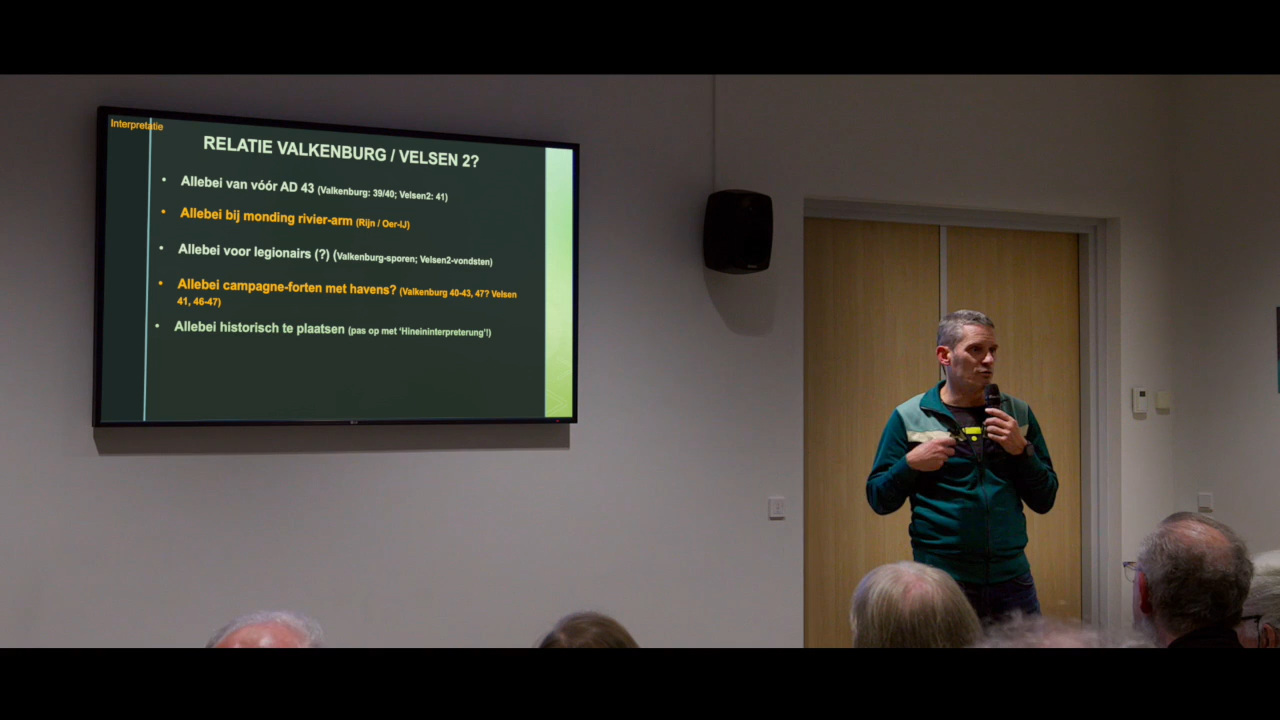 Interpretatie
RELATIE VALKENBURG / VELSEN 2?
• Allebei van vóór AD 43 (Valkenburg: 39/40; Velsen2: 41)
• Allebei bij monding rivier-arm (Rijn / Oer-IJ)
• Allebei voor legionairs (?) (Valkenburg-sporen; Velsen2-vondsten)
• Allebei campagne-forten met havens? (Valkenburg 40-43, 47? Velsen
41, 46-47)
• Allebei historisch te plaatsen (pas op met ‘Hineininterpreterung’!)